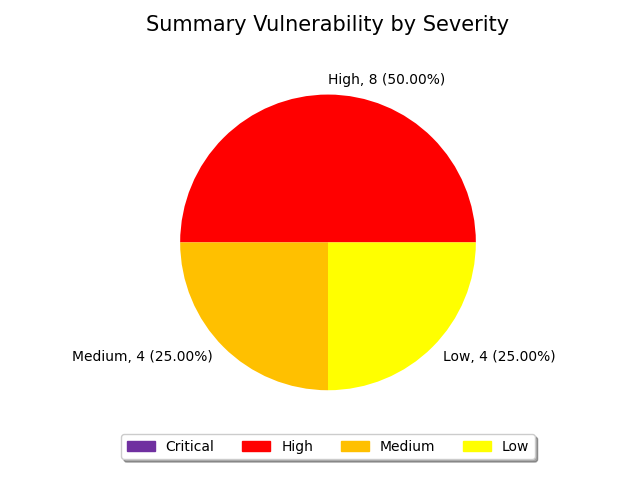 Summary Vulnerability by Severity
High, 8 (50.00%)
Medium, 4 (25.00%)
Low, 4 (25.00%)
Critical High Medium Low